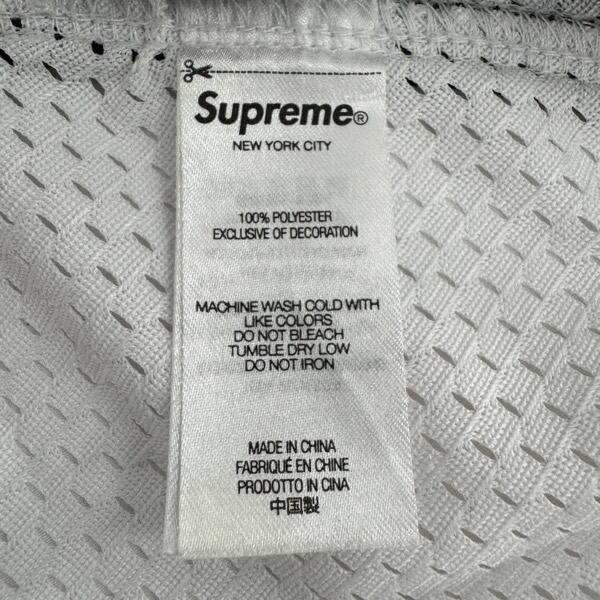 Supreme®
NEW YORK CITY
100% POLYESTER
EXCLUSIVE OF DECORATION
MACHINE WASH COLD WITH
LIKE COLORS
DO NOT BLEACH
TUMBLE DRY LOW
DO NOT IRON
MADE IN CHINA
FABRIQUÉ EN CHINE
PRODOTTO IN CINA
中国製